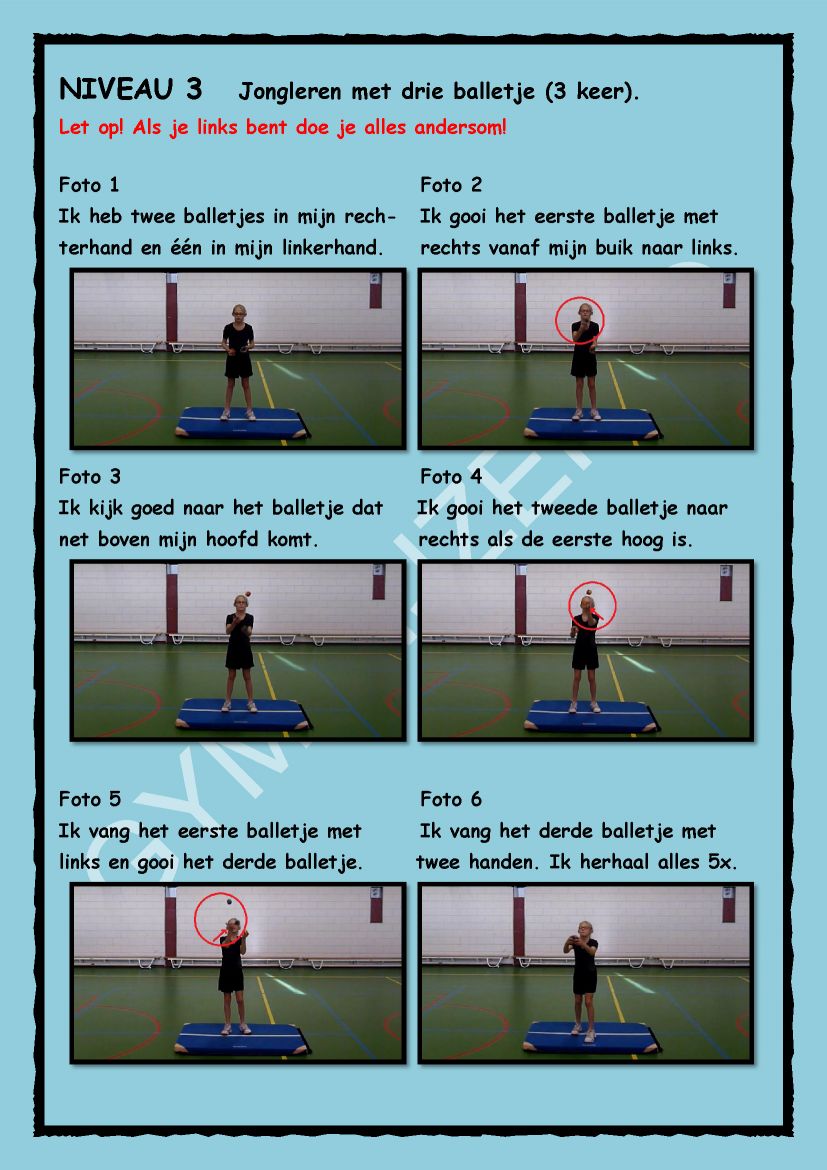 NIVEAU 3 Jongleren met drie balletje (3 keer).
Let op! Als je links bent doe je alles andersom!
Foto 1
Ik heb twee balletjes in mijn rech-
terhand en één in mijn linkerhand.
Foto 2
Ik gooi het eerste balletje met
rechts vanaf mijn buik naar links.
Foto 3
Ik kijk goed naar het balletje dat
net boven mijn hoofd komt.
Foto 4
Ik gooi het tweede balletje naar
rechts als de eerste hoog is.
Foto 5
Ik vang het eerste balletje met
links en gooi het derde balletje.
Foto 6
Ik vang het derde balletje met
twee handen. Ik herhaal alles 5x.